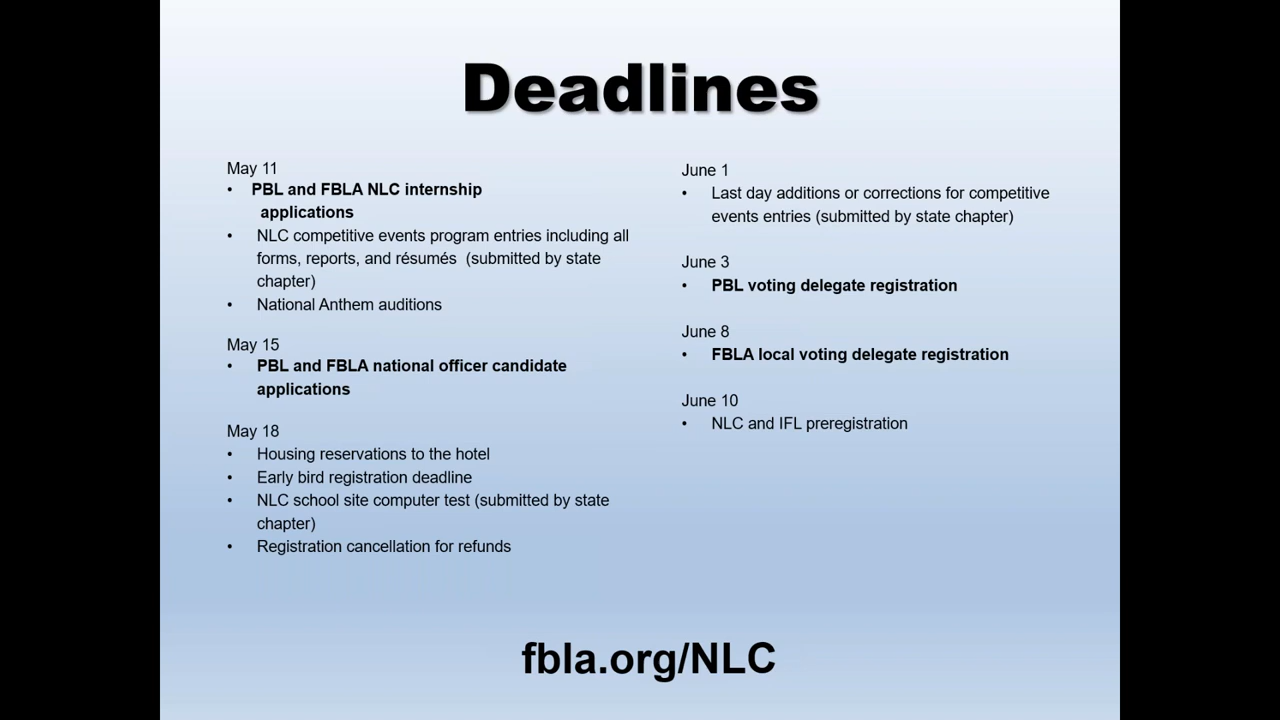 Deadlines
May 11
• PBL and FBLA NLC internship
applications
• NLC competitive events program entries including all
forms, reports, and résumés (submitted by state
chapter)
• National Anthem auditions
May 15
• PBL and FBLA national officer candidate
applications
May 18
• Housing reservations to the hotel
• Early bird registration deadline
• NLC school site computer test (submitted by state
chapter)
• Registration cancellation for refunds
June 1
• Last day additions or corrections for competitive
events entries (submitted by state chapter)
June 3
• PBL voting delegate registration
June 8
• FBLA local voting delegate registration
June 10
• NLC and IFL preregistration
fbla.org/NLC